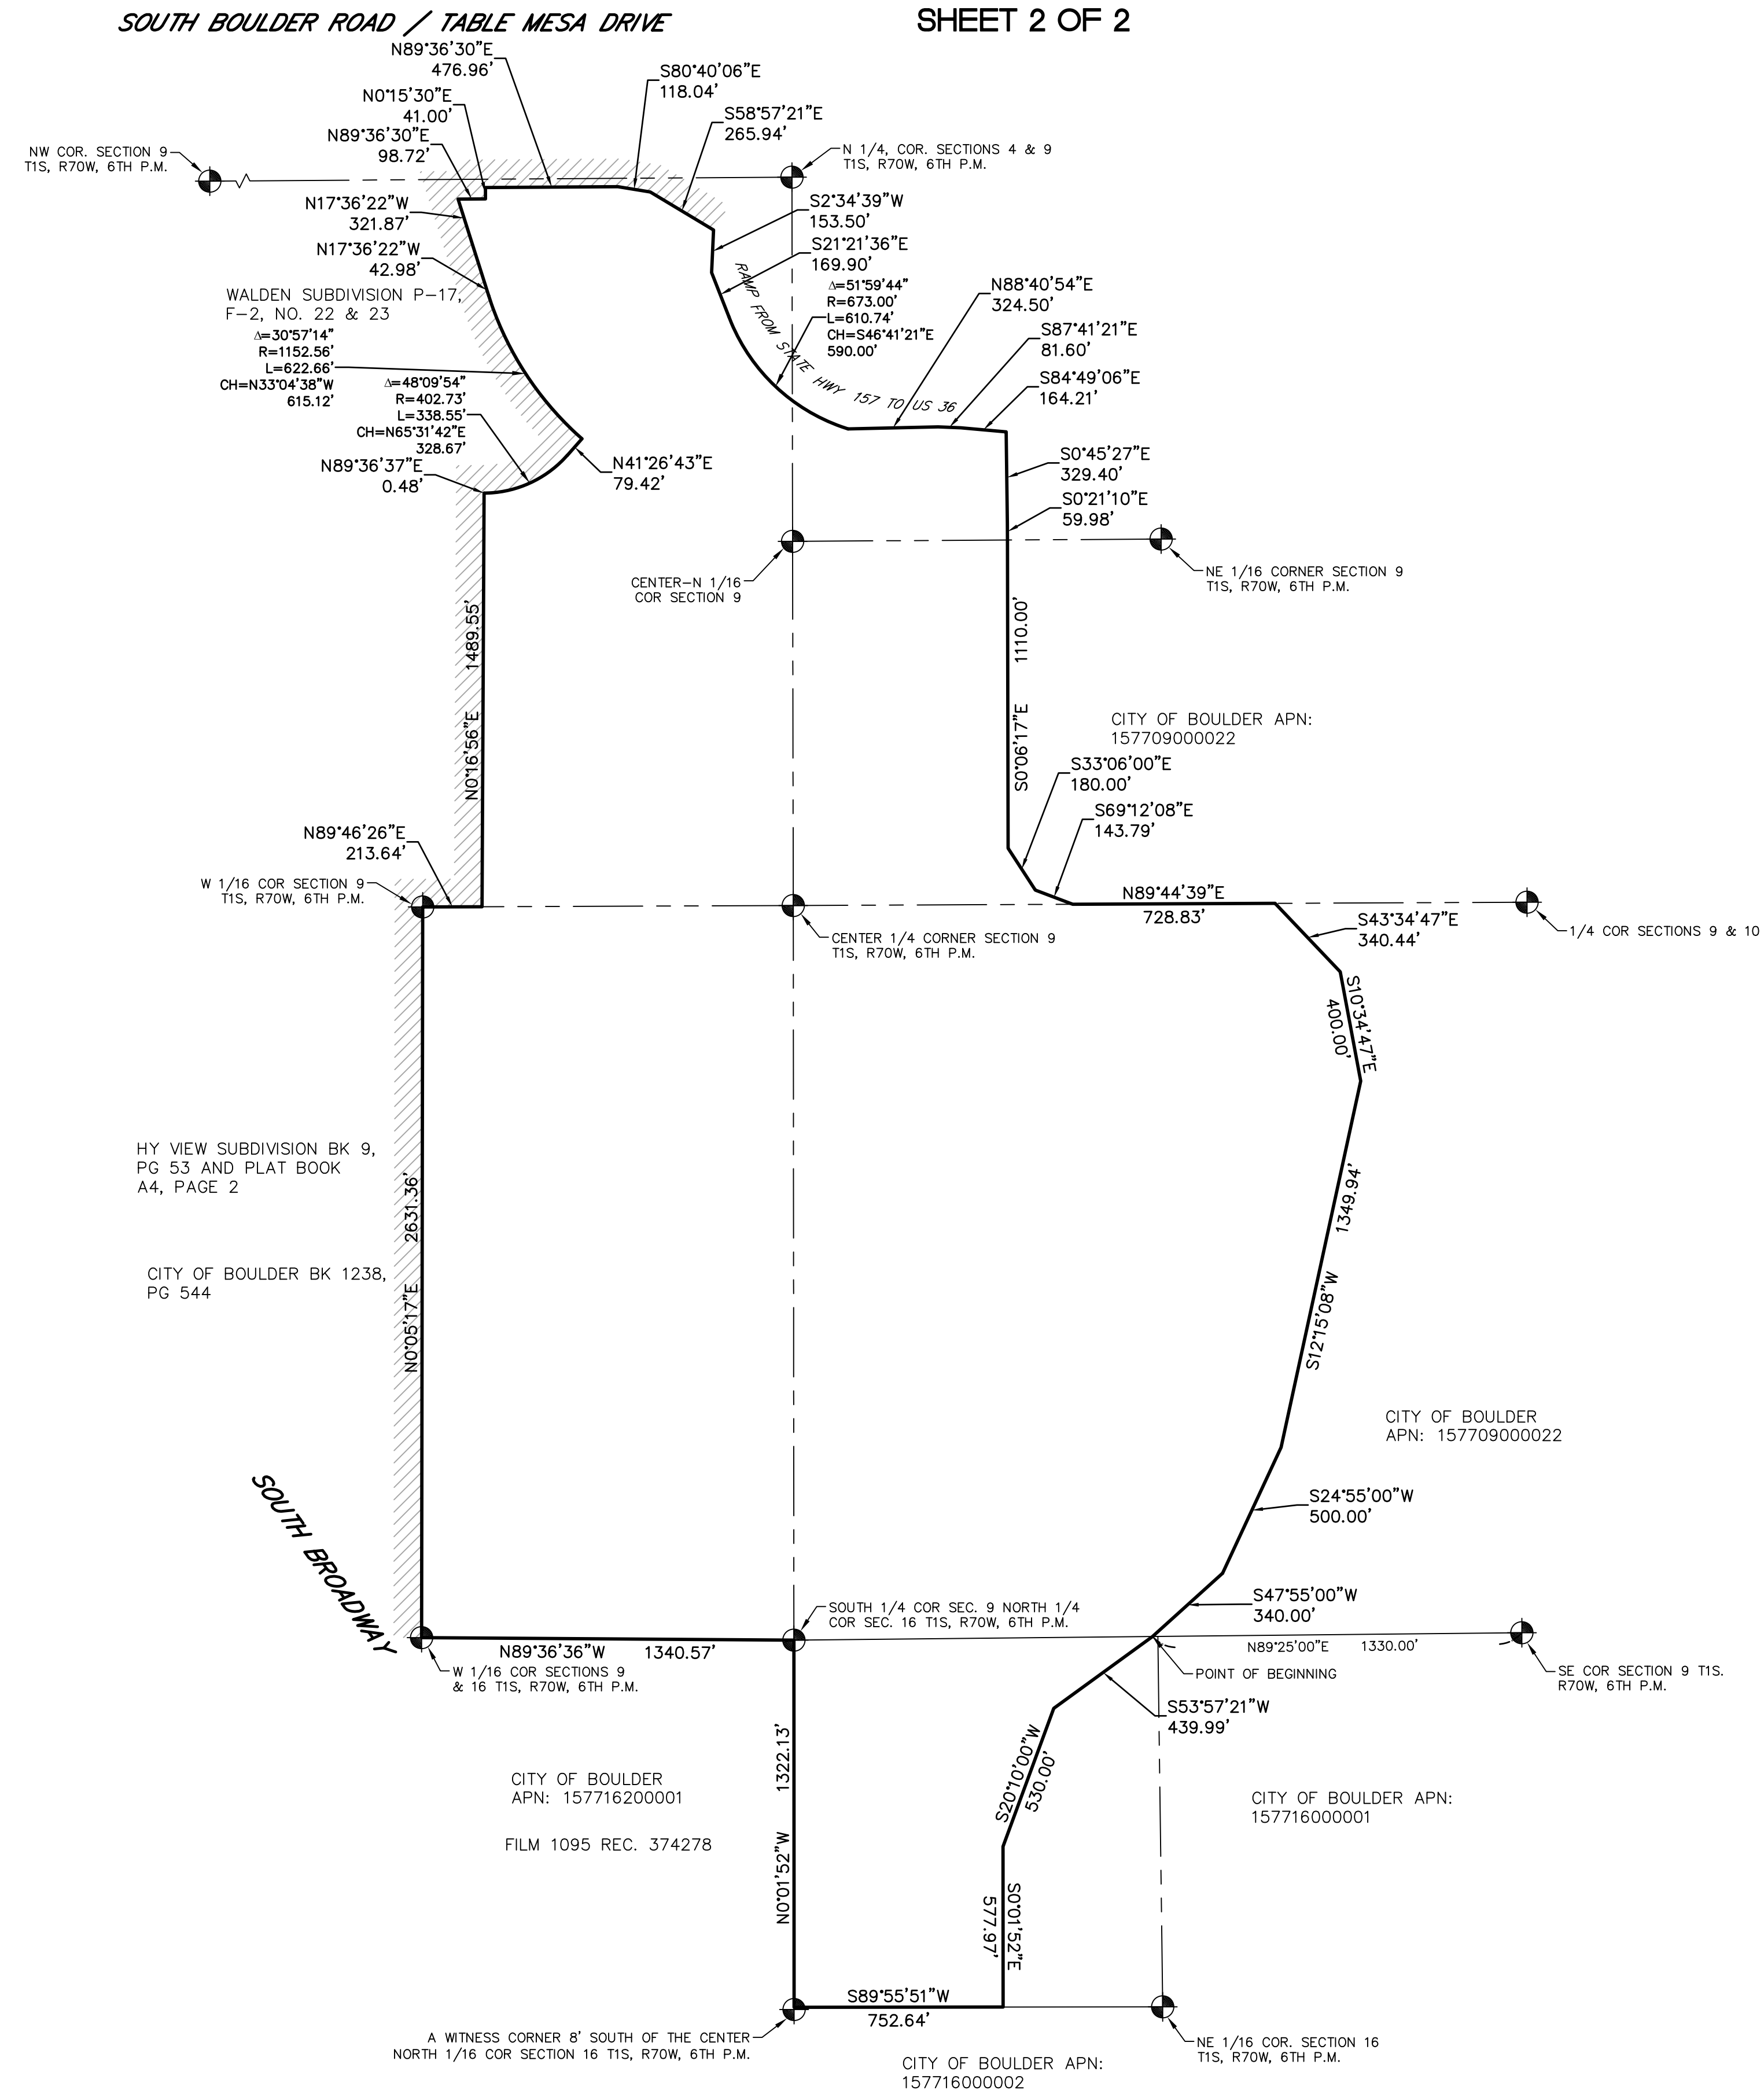 SOUTH BOULDER ROAD / TABLE MESA DRIVE
SHEET 2 OF 2
N89°36'30"E
476.96'
S80°40'06"E
118.04'
N0°15'30"E
41.00'
S58°57'21"E
265.94'
N89°36'30"E
98.72'
NW COR. SECTION 9
T1S, R70W, 6TH P.M.
N 1/4, COR. SECTIONS 4 & 9
T1S, R70W, 6TH P.M.
N17°36'22"W
321.87'
S2°34'39"W
153.50'
N17°36'22"W
42.98'
S21°21'36"E
169.90'
RAMP FROM STATE HWY 157 TO US 36
Δ=51°59'44"
R=673.00'
L=610.74'
CH=S46°41'21"E
590.00'
N88°40'54"E
324.50'
S87°41'21"E
81.60'
S84°49'06"E
164.21'
WALDEN SUBDIVISION P-17,
F-2, NO. 22 & 23
Δ=30°57'14"
R=1152.56'
L=622.66'
CH=N33°04'38"W
615.12'
Δ=48°09'54"
R=402.73'
L=338.55'
CH=N65°31'42"E
328.67'
N89°36'37"E
0.48'
N41°26'43"E
79.42'
S0°45'27"E
329.40'
S0°21'10"E
59.98'
CENTER-N 1/16
COR SECTION 9
NE 1/16 CORNER SECTION 9
T1S, R70W, 6TH P.M.
N0°16'56"E
1489.55'
S0°06'17"E
1110.00'
CITY OF BOULDER APN:
157709000022
S33°06'00"E
180.00'
S69°12'08"E
143.79'
N89°46'26"E
213.64'
W 1/16 COR SECTION 9
T1S, R70W, 6TH P.M.
N89°44'39"E
728.83'
CENTER 1/4 CORNER SECTION 9
T1S, R70W, 6TH P.M.
S43°34'47"E
340.44'
1/4 COR SECTIONS 9 & 10
S10°34'47"E
400.00'
HY VIEW SUBDIVISION BK 9,
PG 53 AND PLAT BOOK
A4, PAGE 2
CITY OF BOULDER BK 1238,
PG 544
N0°05'17"E
2631.36'
S12°15'08"W
1349.94'
CITY OF BOULDER
APN: 157709000022
S24°55'00"W
500.00'
SOUTH BROADWAY
S47°55'00"W
340.00'
SOUTH 1/4 COR SEC. 9 NORTH 1/4
COR SEC. 16 T1S, R70W, 6TH P.M.
N89°36'36"W 1340.57'
N89°25'00"E 1330.00'
W 1/16 COR SECTIONS 9
& 16 T1S, R70W, 6TH P.M.
POINT OF BEGINNING
SE COR SECTION 9 T1S.
R70W, 6TH P.M.
S53°57'21"W
439.99'
N0°01'52"W
1322.13'
S20°10'00"W
530.00'
CITY OF BOULDER
APN: 157716200001
FILM 1095 REC. 374278
CITY OF BOULDER APN:
157716000001
S0°01'52"E
577.97'
S89°55'51"W
752.64'
A WITNESS CORNER 8' SOUTH OF THE CENTER
NORTH 1/16 COR SECTION 16 T1S, R70W, 6TH P.M.
NE 1/16 COR. SECTION 16
T1S, R70W, 6TH P.M.
CITY OF BOULDER APN:
157716000002